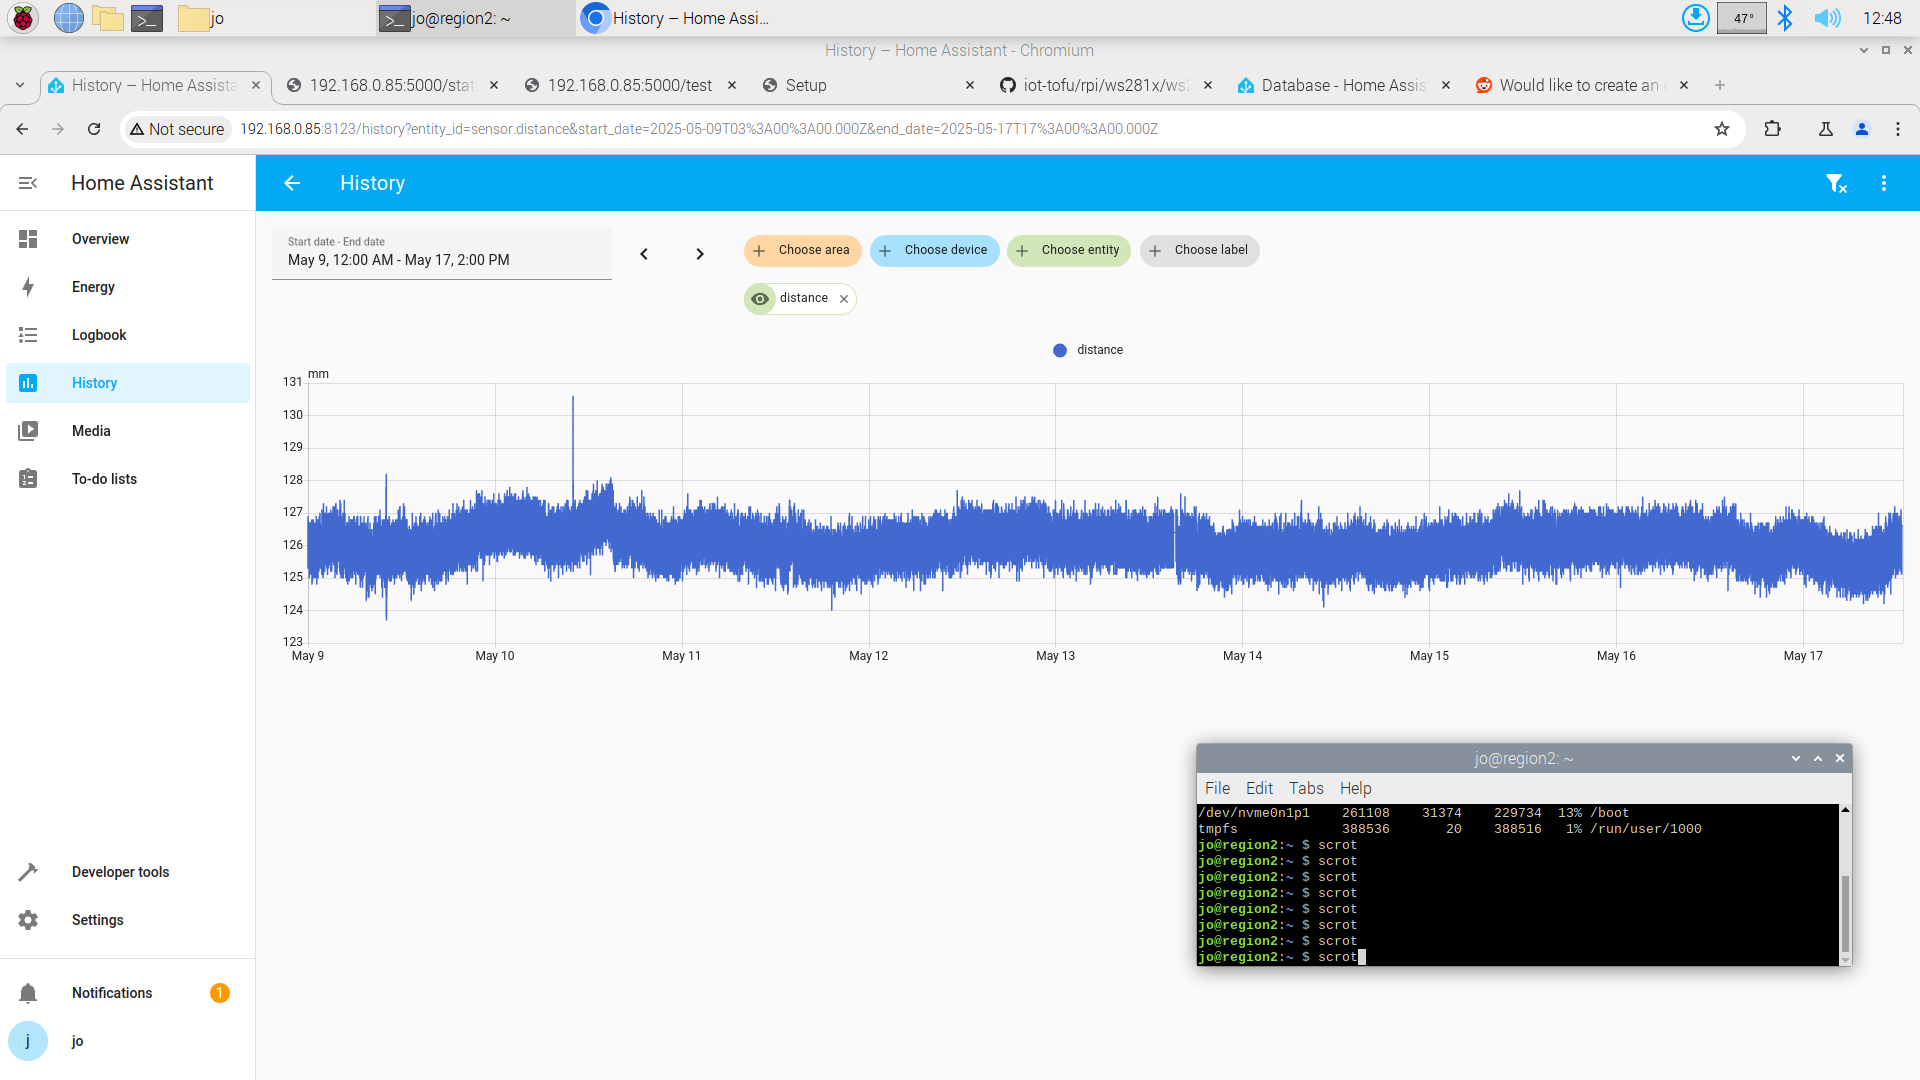 jo
jo@region2: ~
History – Home Assi...
47°
12:48
History – Home Assistant - Chromium
History – Home Assista
192.168.0.85:5000/stat
192.168.0.85:5000/test
Setup
iot-tofu/rpi/ws281x/ws2
Database - Home Assis
Would like to create an e
Not secure
192.168.0.85:8123/history?entity_id=sensor.distance&start_date=2025-05-09T03%3A00%3A00.000Z&end_date=2025-05-17T17%3A00%3A00.000Z
Home Assistant
History
Overview
Energy
Logbook
History
Media
To-do lists
Developer tools
Settings
Notifications
1
j
jo
Start date - End date
May 9, 12:00 AM - May 17, 2:00 PM
Choose area
Choose device
Choose entity
Choose label
distance
distance
mm
131
130
129
128
127
126
125
124
123
May 9
May 10
May 11
May 12
May 13
May 14
May 15
May 16
May 17
jo@region2: ~
File Edit Tabs Help
/dev/nvme0n1p1 261108 31374 229734 13% /boot
tmpfs 388536 20 388516 1% /run/user/1000
jo@region2:~ $ scrot
jo@region2:~ $ scrot
jo@region2:~ $ scrot
jo@region2:~ $ scrot
jo@region2:~ $ scrot
jo@region2:~ $ scrot
jo@region2:~ $ scrot
jo@region2:~ $ scrot